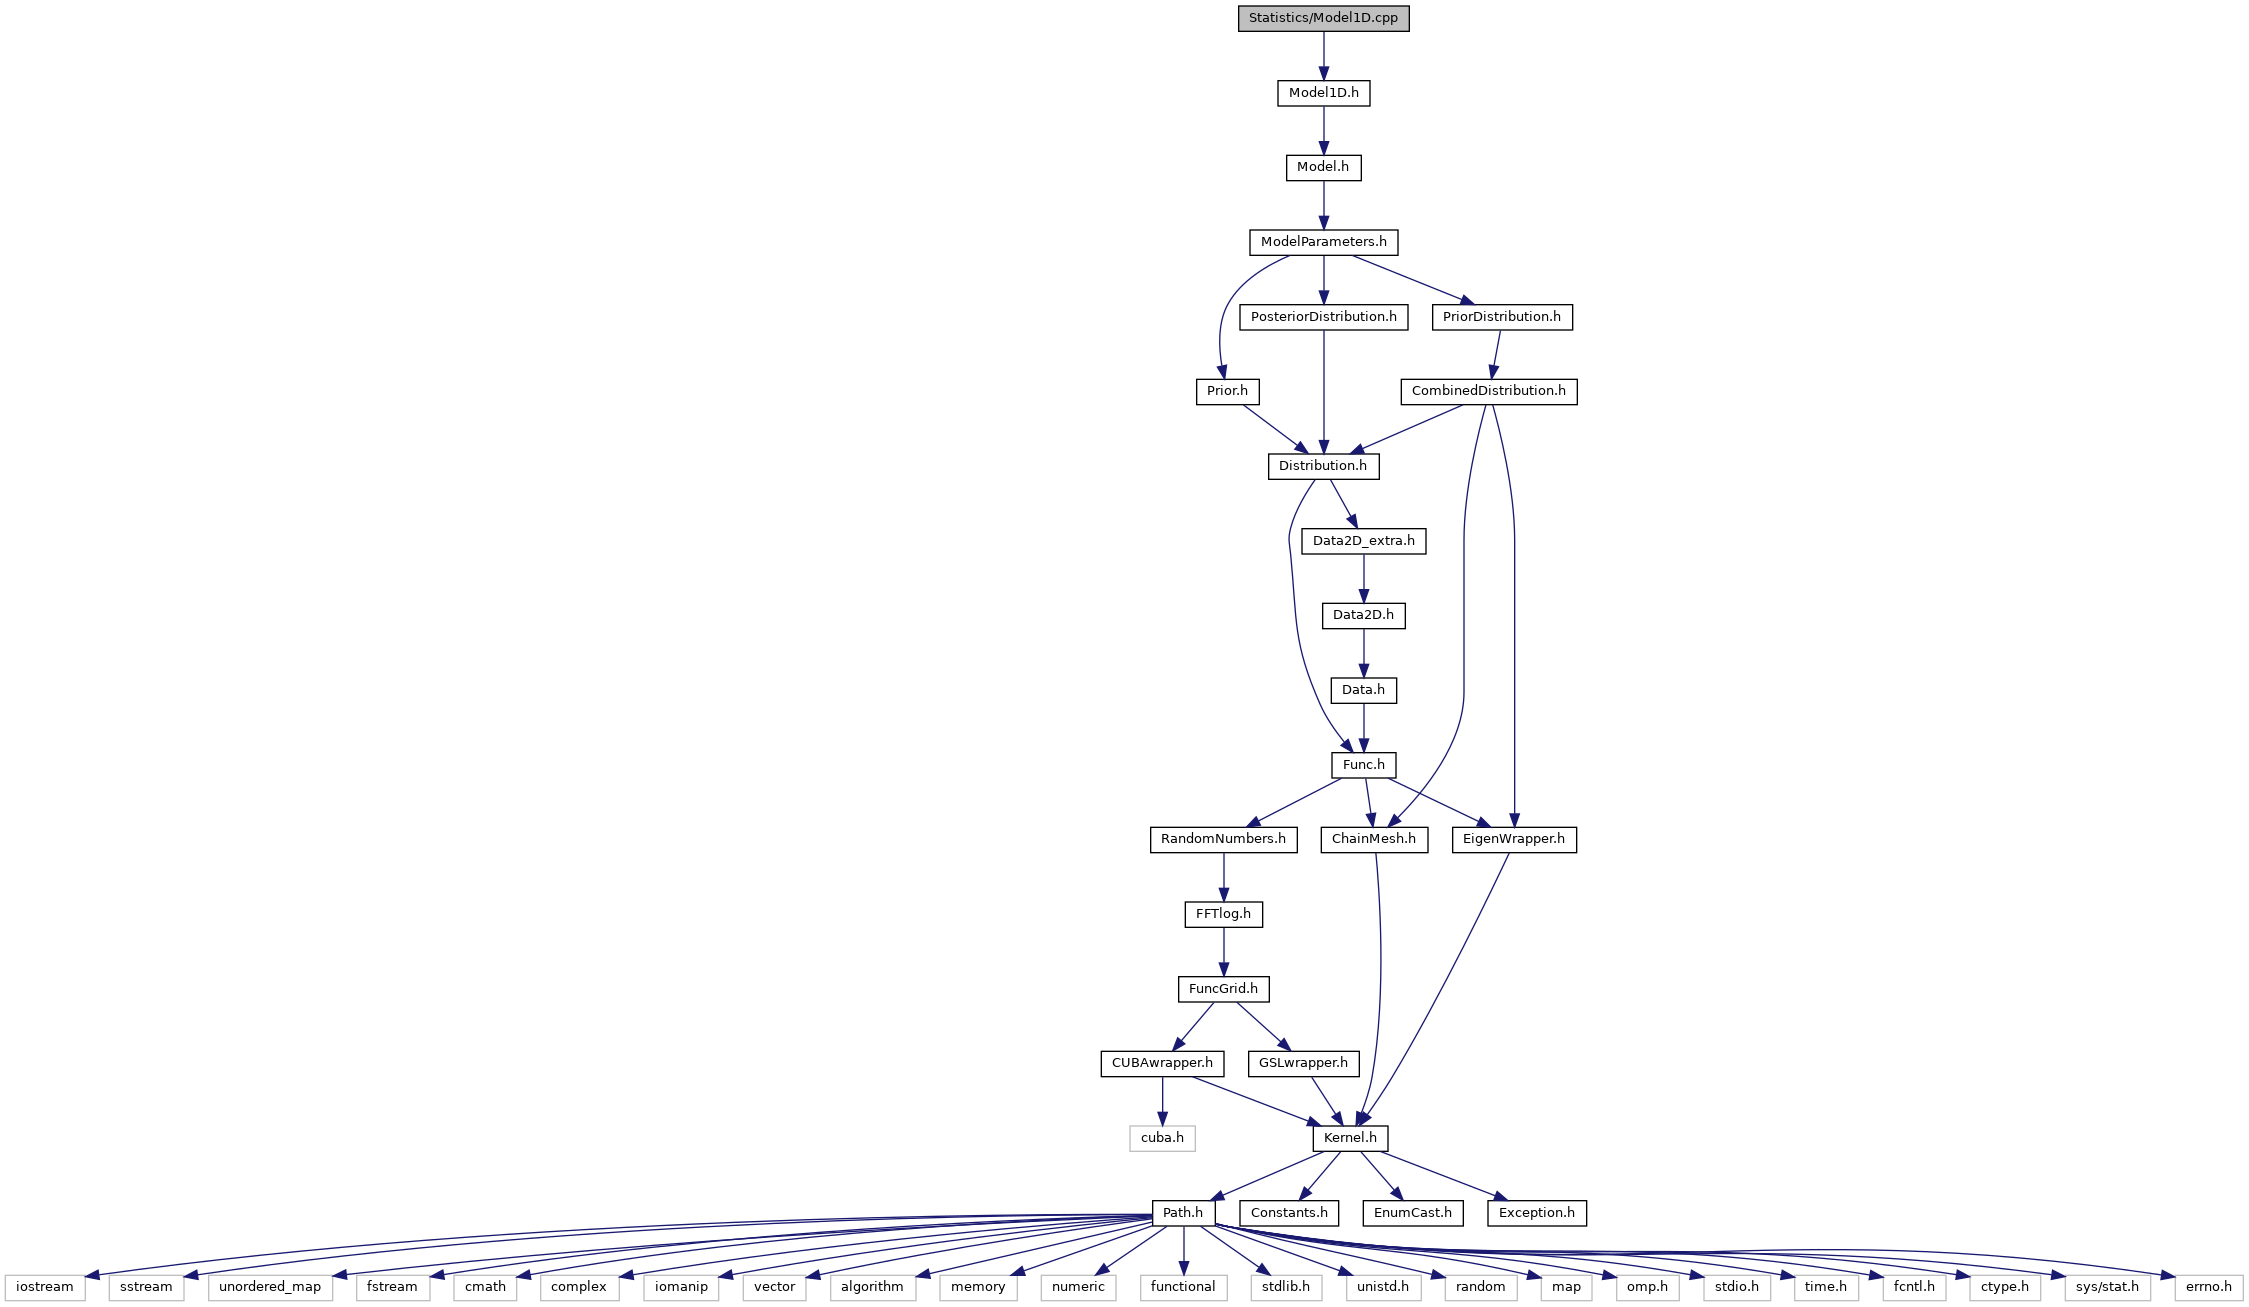 Statistics/Model1D.cpp
Model1D.h
Model.h
ModelParameters.h
PosteriorDistribution.h
PriorDistribution.h
Prior.h
CombinedDistribution.h
Distribution.h
Data2D_extra.h
Data2D.h
Data.h
Func.h
RandomNumbers.h
ChainMesh.h
EigenWrapper.h
FFTlog.h
FuncGrid.h
CUBAwrapper.h
GSLwrapper.h
cuba.h
Kernel.h
Path.h
Constants.h
EnumCast.h
Exception.h
iostream
sstream
unordered_map
fstream
cmath
complex
iomanip
vector
algorithm
memory
numeric
functional
stdlib.h
unistd.h
random
map
omp.h
stdio.h
time.h
fcntl.h
ctype.h
sys/stat.h
errno.h